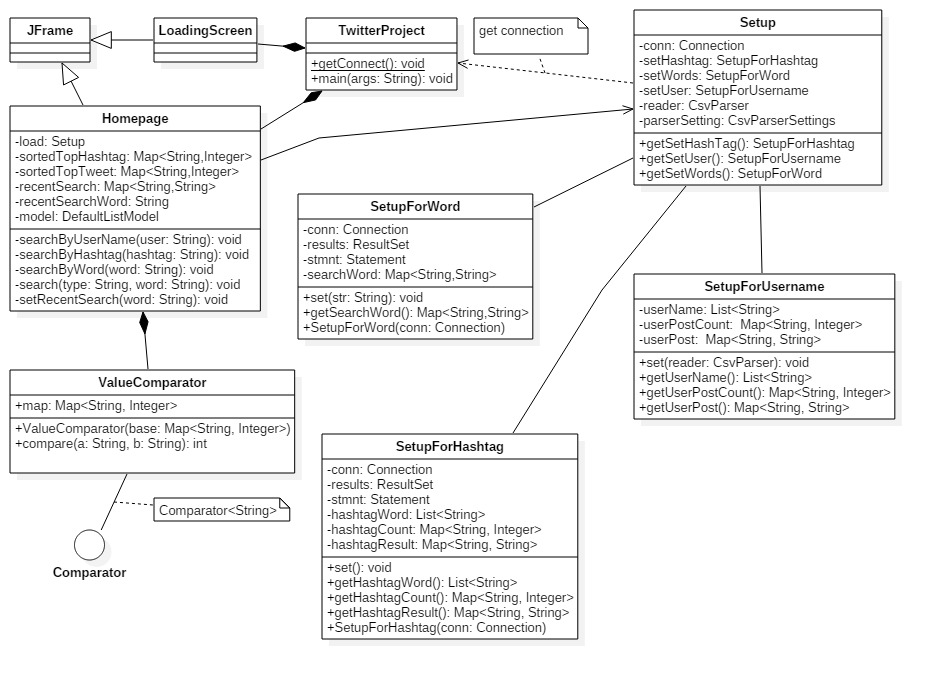 JFrame
LoadingScreen
TwitterProject
+getConnect(): void
+main(args: String): void
get connection
Setup
-conn: Connection
-setHashtag: SetupForHashtag
-setWords: SetupForWord
-setUser: SetupForUsername
-reader: CsvParser
-parserSetting: CsvParserSettings
+getSetHashTag(): SetupForHashtag
+getSetUser(): SetupForUsername
+getSetWords(): SetupForWord
Homepage
-load: Setup
-sortedTopHashtag: Map<String,Integer>
-sortedTopTweet: Map<String,Integer>
-recentSearch: Map<String,String>
-recentSearchWord: String
-model: DefaultListModel
-searchByUserName(user: String): void
-searchByHashtag(hashtag: String): void
-searchByWord(word: String): void
-search(type: String, word: String): void
-setRecentSearch(word: String): void
SetupForWord
-conn: Connection
-results: ResultSet
-stmnt: Statement
-searchWord: Map<String,String>
+set(str: String): void
+getSearchWord(): Map<String,String>
+SetupForWord(conn: Connection)
SetupForUsername
-userName: List<String>
-userPostCount:  Map<String, Integer>
-userPost:  Map<String, String>
+set(reader: CsvParser): void
+getUserName(): List<String>
+getUserPostCount(): Map<String, Integer>
+getUserPost(): Map<String, String>
ValueComparator
+map: Map<String, Integer>
+ValueComparator(base: Map<String, Integer>)
+compare(a: String, b: String): int
Comparator<String>
Comparator
SetupForHashtag
-conn: Connection
-results: ResultSet
-stmnt: Statement
-hashtagWord: List<String>
-hashtagCount: Map<String, Integer>
-hashtagResult: Map<String, String>
+set(): void
+getHashtagWord(): List<String>
+getHashtagCount(): Map<String, Integer>
+getHashtagResult(): Map<String, String>
+SetupForHashtag(conn: Connection)